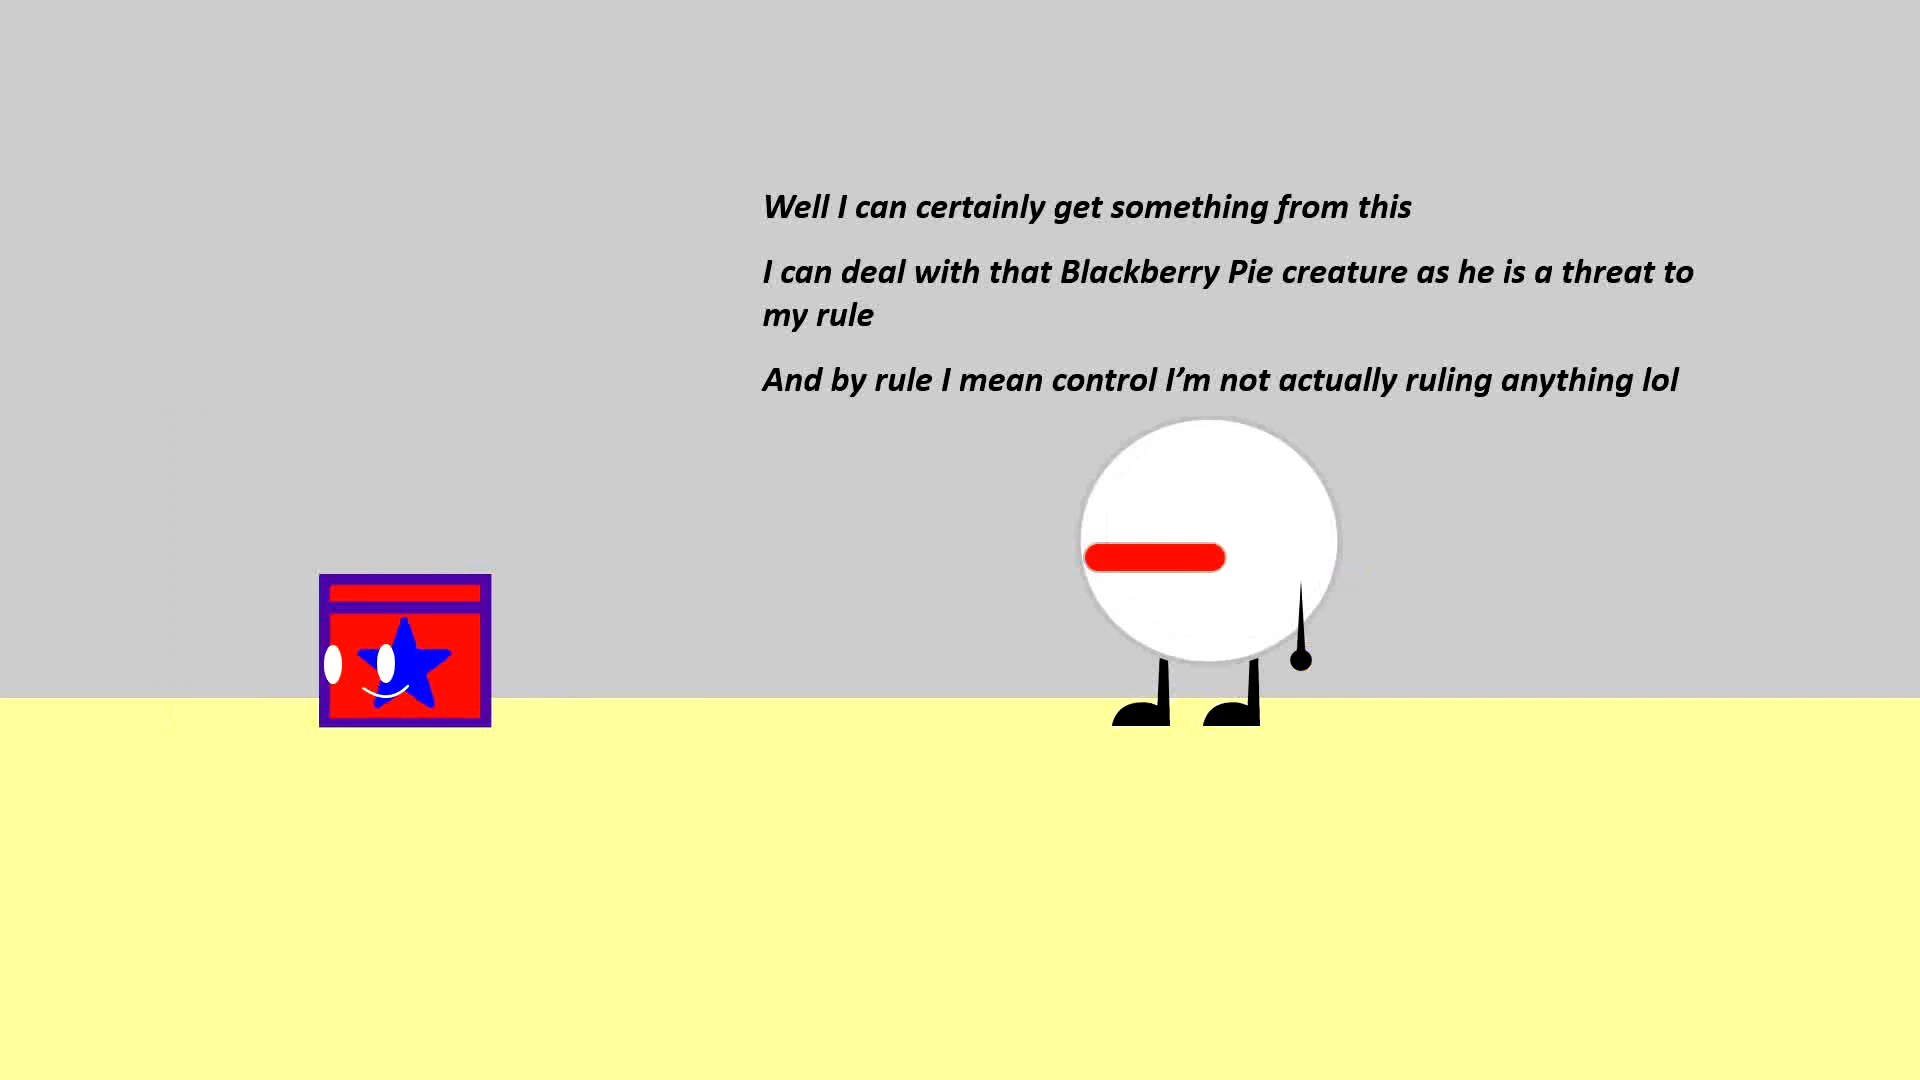 Well I can certainly get something from this
I can deal with that Blackberry Pie creature as he is a threat to
my rule
And by rule I mean control I’m not actually ruling anything lol